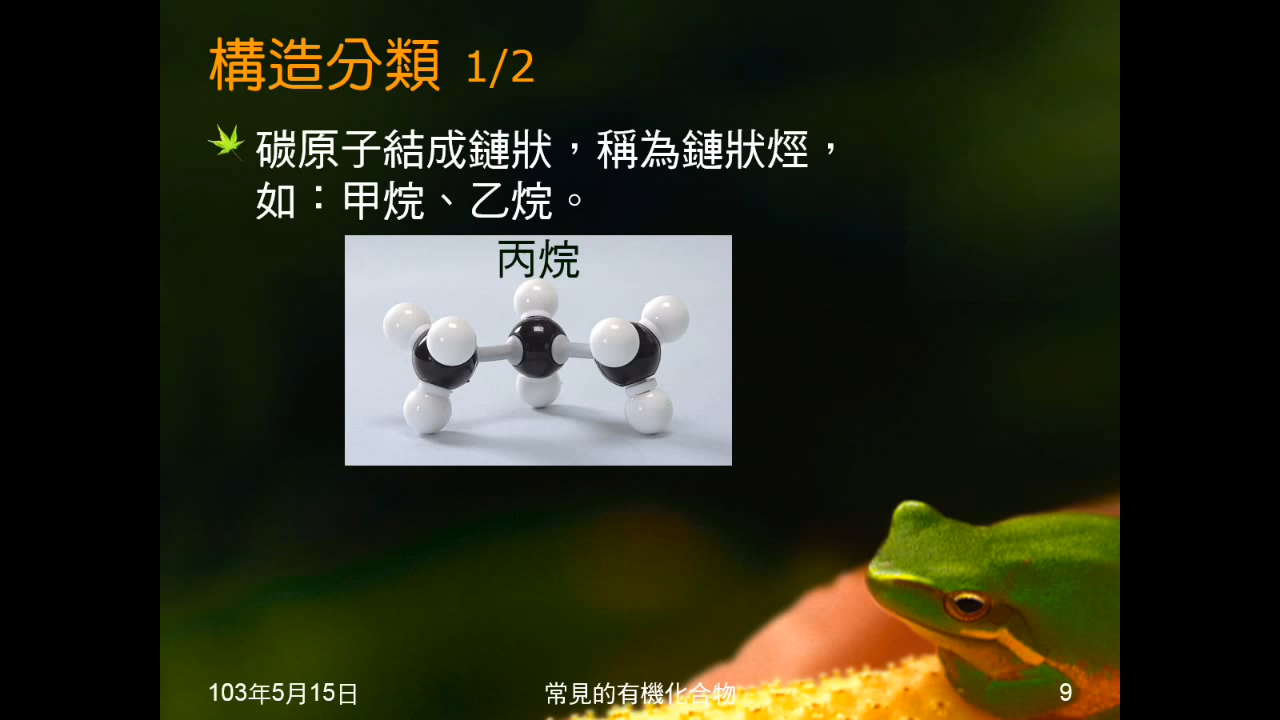 構造分類 1/2
碳原子結成鏈狀，稱為鏈狀烴，
如：甲烷、乙烷。
丙烷
103年5月15日
常見的有機化合物
9